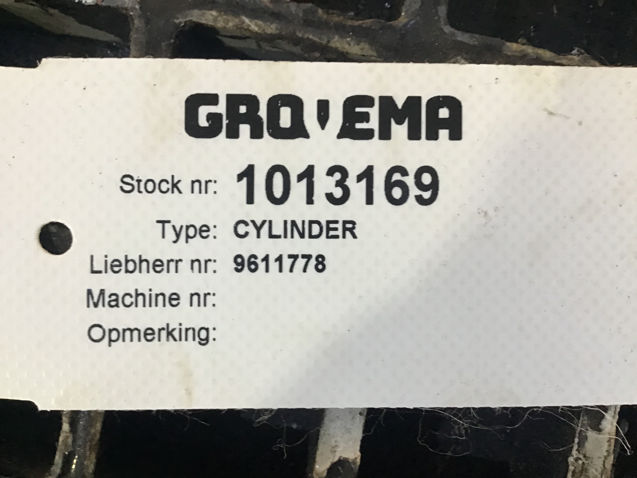 GROVEMA
Stock nr: 1013169
Type: CYLINDER
Liebherr nr: 9611778
Machine nr:
Opmerking: